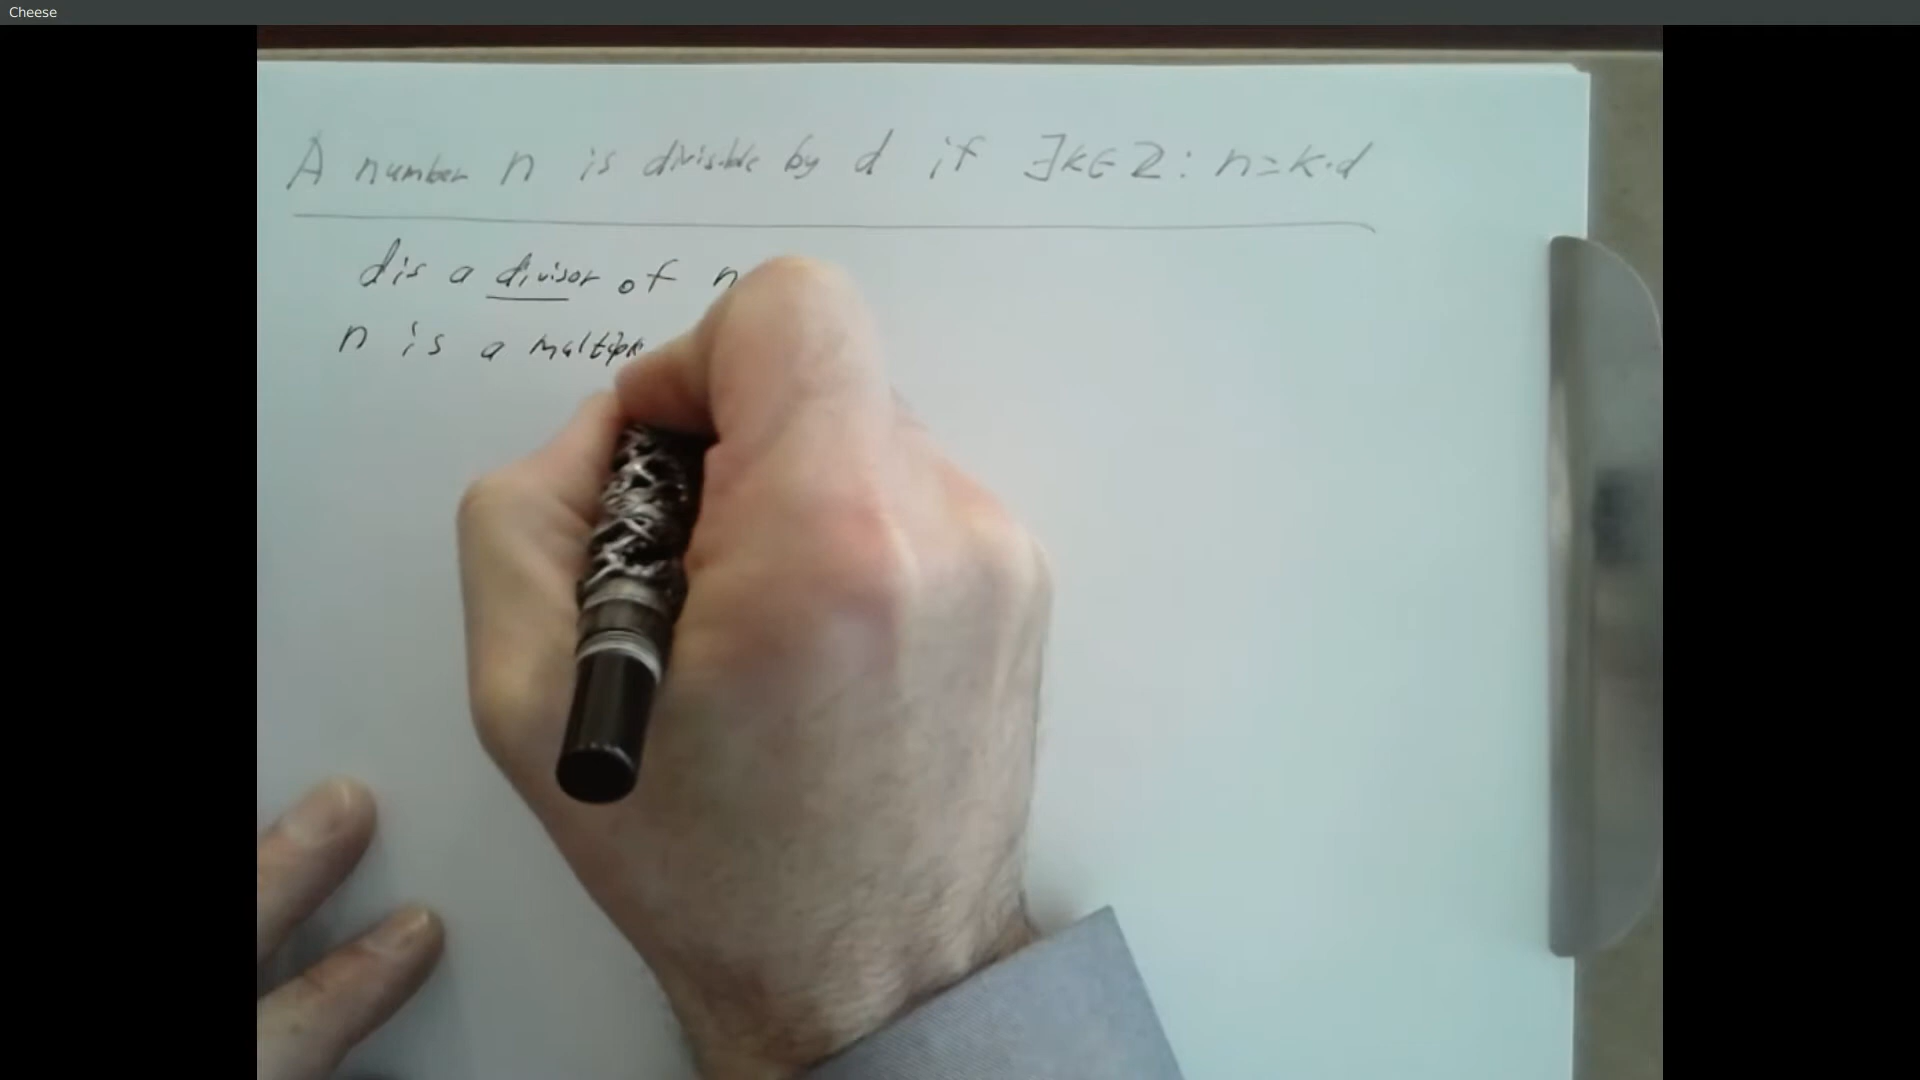 Cheese
A number n is divisible by d if ∃k∈ℤ: n=k·d
d is a divisor of n
n is a